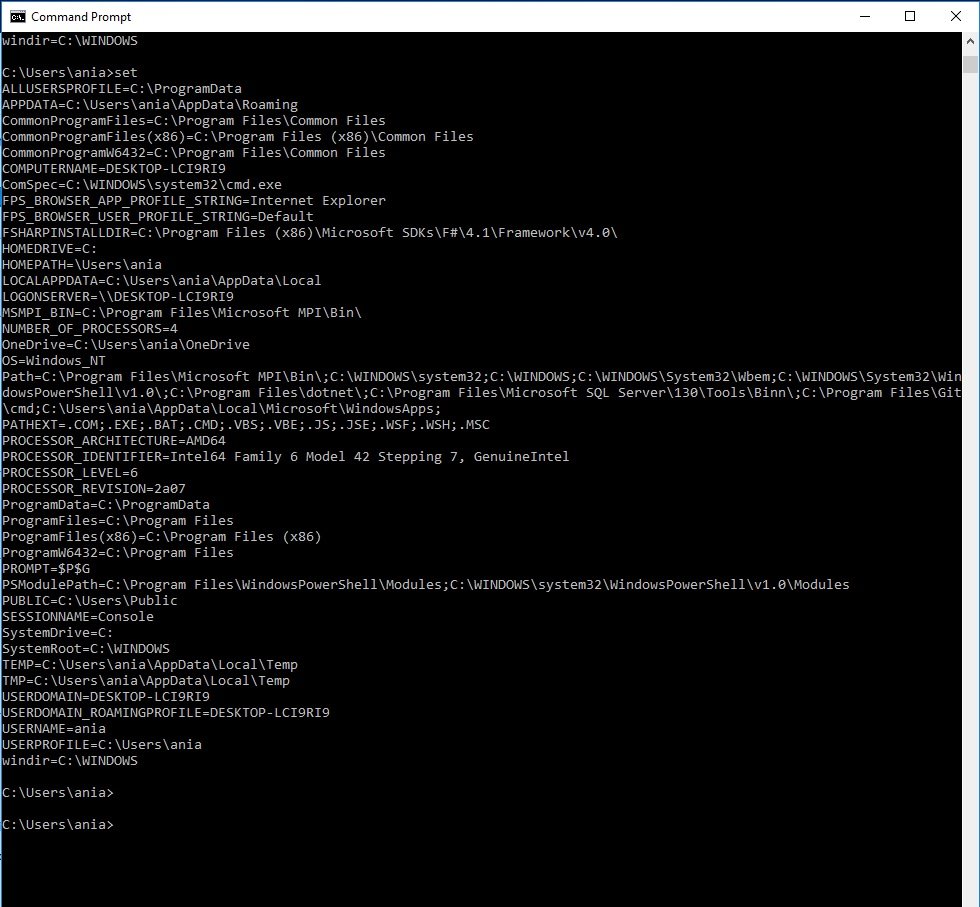 Command Prompt
windir=C:\WINDOWS
C:\Users\ania>set
ALLUSERSPROFILE=C:\ProgramData
APPDATA=C:\Users\ania\AppData\Roaming
CommonProgramFiles=C:\Program Files\Common Files
CommonProgramFiles(x86)=C:\Program Files (x86)\Common Files
CommonProgramW6432=C:\Program Files\Common Files
COMPUTERNAME=DESKTOP-LCI9RI9
ComSpec=C:\WINDOWS\system32\cmd.exe
FPS_BROWSER_APP_PROFILE_STRING=Internet Explorer
FPS_BROWSER_USER_PROFILE_STRING=Default
FSHARPINSTALLDIR=C:\Program Files (x86)\Microsoft SDKs\F#\4.1\Framework\v4.0\
HOMEDRIVE=C:
HOMEPATH=\Users\ania
LOCALAPPDATA=C:\Users\ania\AppData\Local
LOGONSERVER=\\DESKTOP-LCI9RI9
MSMPI_BIN=C:\Program Files\Microsoft MPI\Bin\
NUMBER_OF_PROCESSORS=4
OneDrive=C:\Users\ania\OneDrive
OS=Windows_NT
Path=C:\Program Files\Microsoft MPI\Bin\;C:\WINDOWS\system32;C:\WINDOWS;C:\WINDOWS\System32\Wbem;C:\WINDOWS\System32\Win
dowsPowerShell\v1.0\;C:\Program Files\dotnet\;C:\Program Files\Microsoft SQL Server\130\Tools\Binn\;C:\Program Files\Git
\cmd;C:\Users\ania\AppData\Local\Microsoft\WindowsApps;
PATHEXT=.COM;.EXE;.BAT;.CMD;.VBS;.VBE;.JS;.JSE;.WSF;.WSH;.MSC
PROCESSOR_ARCHITECTURE=AMD64
PROCESSOR_IDENTIFIER=Intel64 Family 6 Model 42 Stepping 7, GenuineIntel
PROCESSOR_LEVEL=6
PROCESSOR_REVISION=2a07
ProgramData=C:\ProgramData
ProgramFiles=C:\Program Files
ProgramFiles(x86)=C:\Program Files (x86)
ProgramW6432=C:\Program Files
PROMPT=$P$G
PSModulePath=C:\Program Files\WindowsPowerShell\Modules;C:\WINDOWS\system32\WindowsPowerShell\v1.0\Modules
PUBLIC=C:\Users\Public
SESSIONNAME=Console
SystemDrive=C:
SystemRoot=C:\WINDOWS
TEMP=C:\Users\ania\AppData\Local\Temp
TMP=C:\Users\ania\AppData\Local\Temp
USERDOMAIN=DESKTOP-LCI9RI9
USERDOMAIN_ROAMINGPROFILE=DESKTOP-LCI9RI9
USERNAME=ania
USERPROFILE=C:\Users\ania
windir=C:\WINDOWS
C:\Users\ania>
C:\Users\ania>